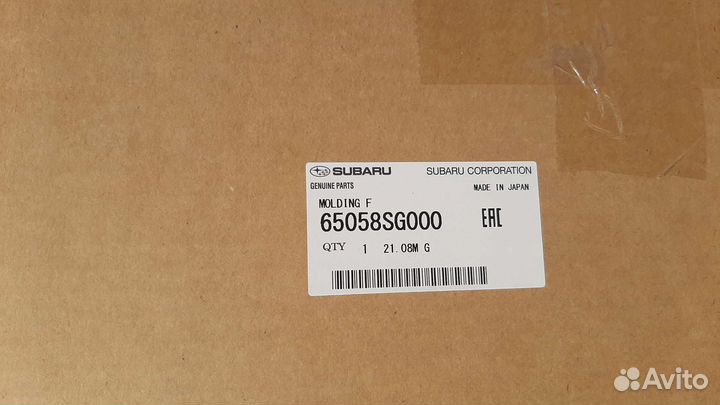 SUBARU SUBARU CORPORATION
GENUINE PARTS MADE IN JAPAN
MOLDING F
65058SG000 EAC
QTY 1 21.08M G
Avito